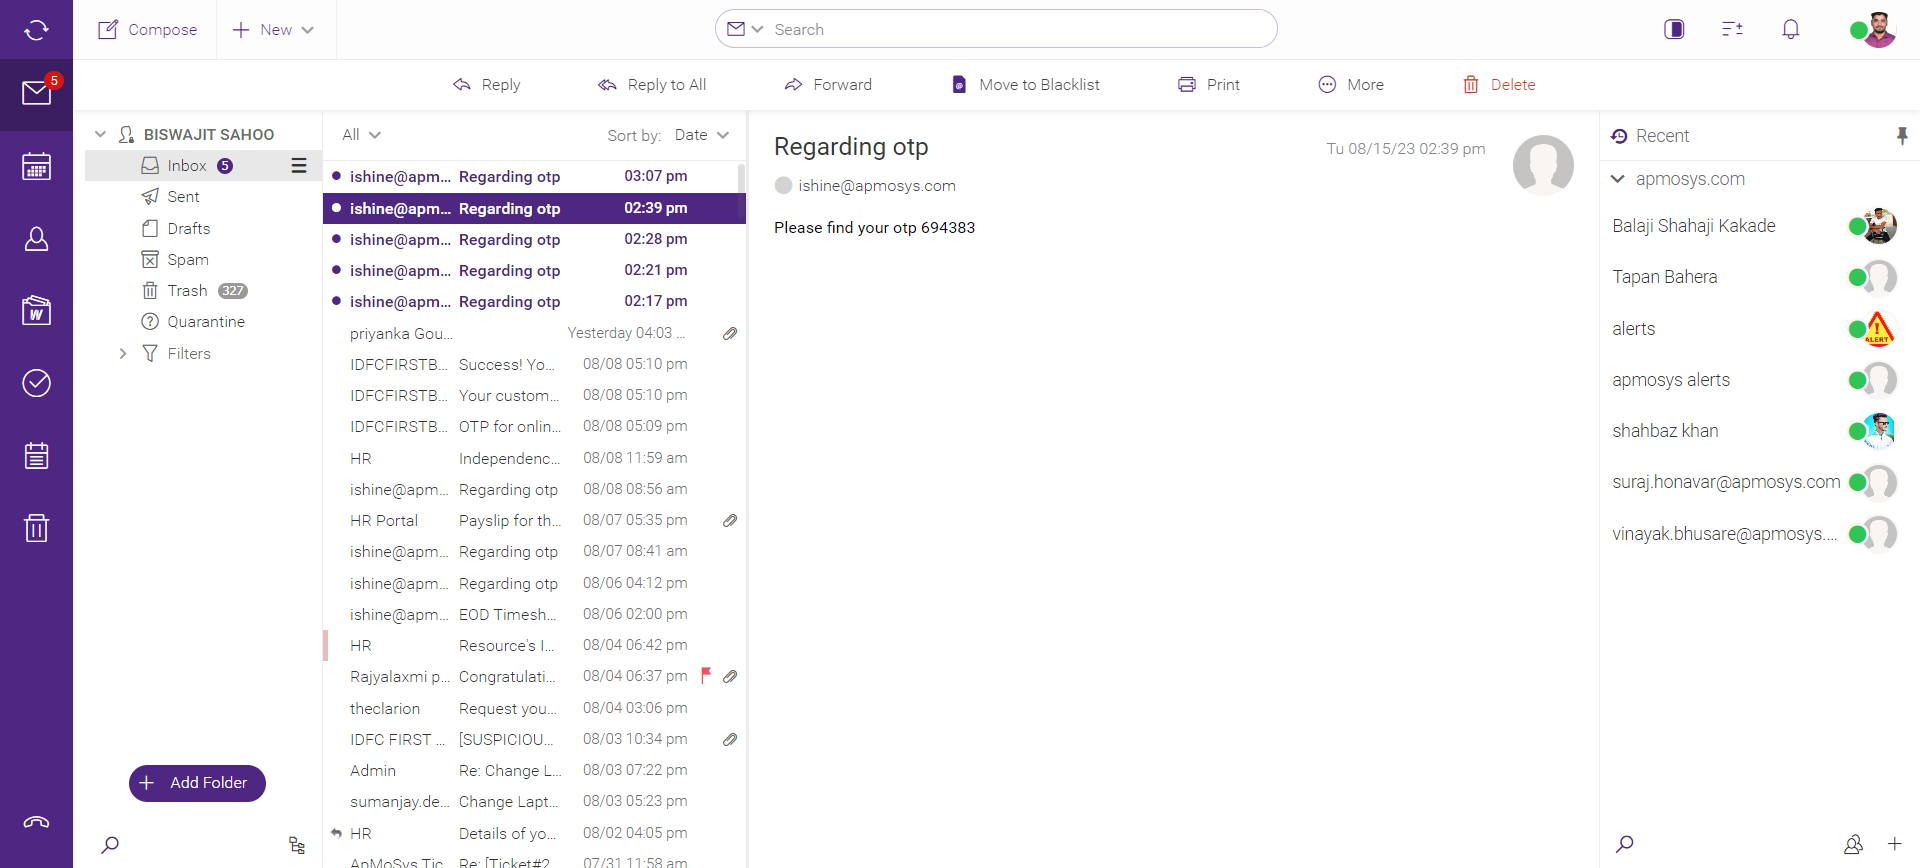 Compose
New
Search
5
Reply
Reply to All
Forward
Move to Blacklist
Print
More
Delete
BISWAJIT SAHOO
Inbox 5
Sent
Drafts
Spam
Trash 327
Quarantine
Filters
Add Folder
All
Sort by: Date
ishine@apm... Regarding otp 03:07 pm
ishine@apm... Regarding otp 02:39 pm
ishine@apm... Regarding otp 02:28 pm
ishine@apm... Regarding otp 02:21 pm
ishine@apm... Regarding otp 02:17 pm
priyanka Gou... Yesterday 04:03 ...
IDFCFIRSTB... Success! Yo... 08/08 05:10 pm
IDFCFIRSTB... Your custom... 08/08 05:10 pm
IDFCFIRSTB... OTP for onlin... 08/08 05:09 pm
HR Independenc... 08/08 11:59 am
ishine@apm... Regarding otp 08/08 08:56 am
HR Portal Payslip for th... 08/07 05:35 pm
ishine@apm... Regarding otp 08/07 08:41 am
ishine@apm... Regarding otp 08/06 04:12 pm
ishine@apm... EOD Timesh... 08/06 02:00 pm
HR Resource's I... 08/04 06:42 pm
Rajyalaxmi p... Congratulati... 08/04 06:37 pm
theclarion Request you... 08/04 03:06 pm
IDFC FIRST ... [SUSPICIOU... 08/03 10:34 pm
Admin Re: Change L... 08/03 07:22 pm
sumanjay.de... Change Lapt... 08/03 05:23 pm
HR Details of yo... 08/02 04:05 pm
ApMoSys Tic... Re: [Ticket#2... 07/31 11:58 am
Regarding otp
Tu 08/15/23 02:39 pm
ishine@apmosys.com
Please find your otp 694383
Recent
apmosys.com
Balaji Shahaji Kakade
Tapan Bahera
alerts
ALERT
apmosys alerts
shahbaz khan
suraj.honavar@apmosys.com
vinayak.bhusare@apmosys....